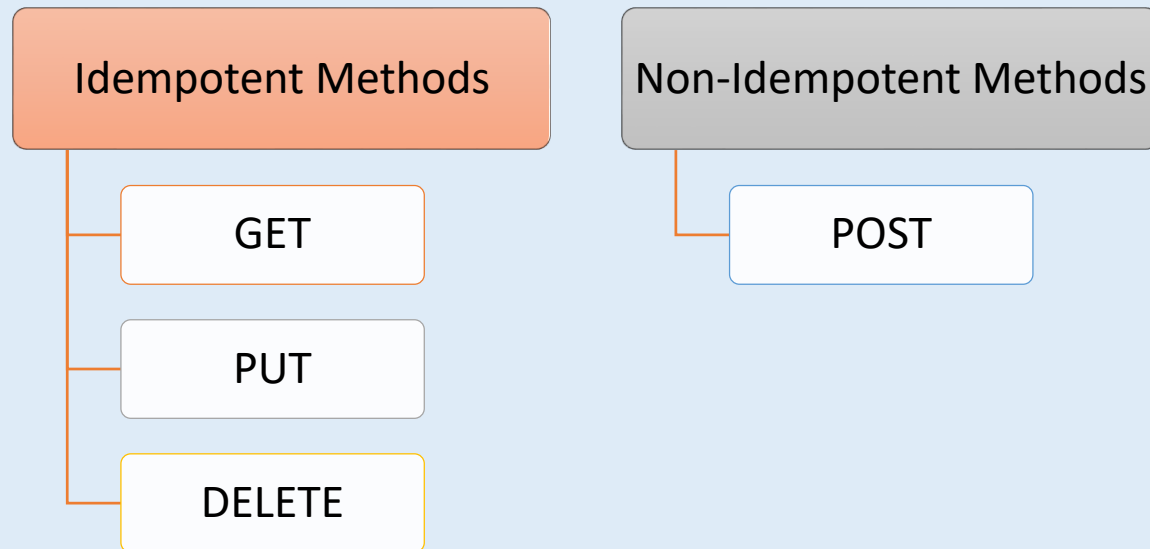 Idempotent Methods
GET
PUT
DELETE
Non-Idempotent Methods
POST